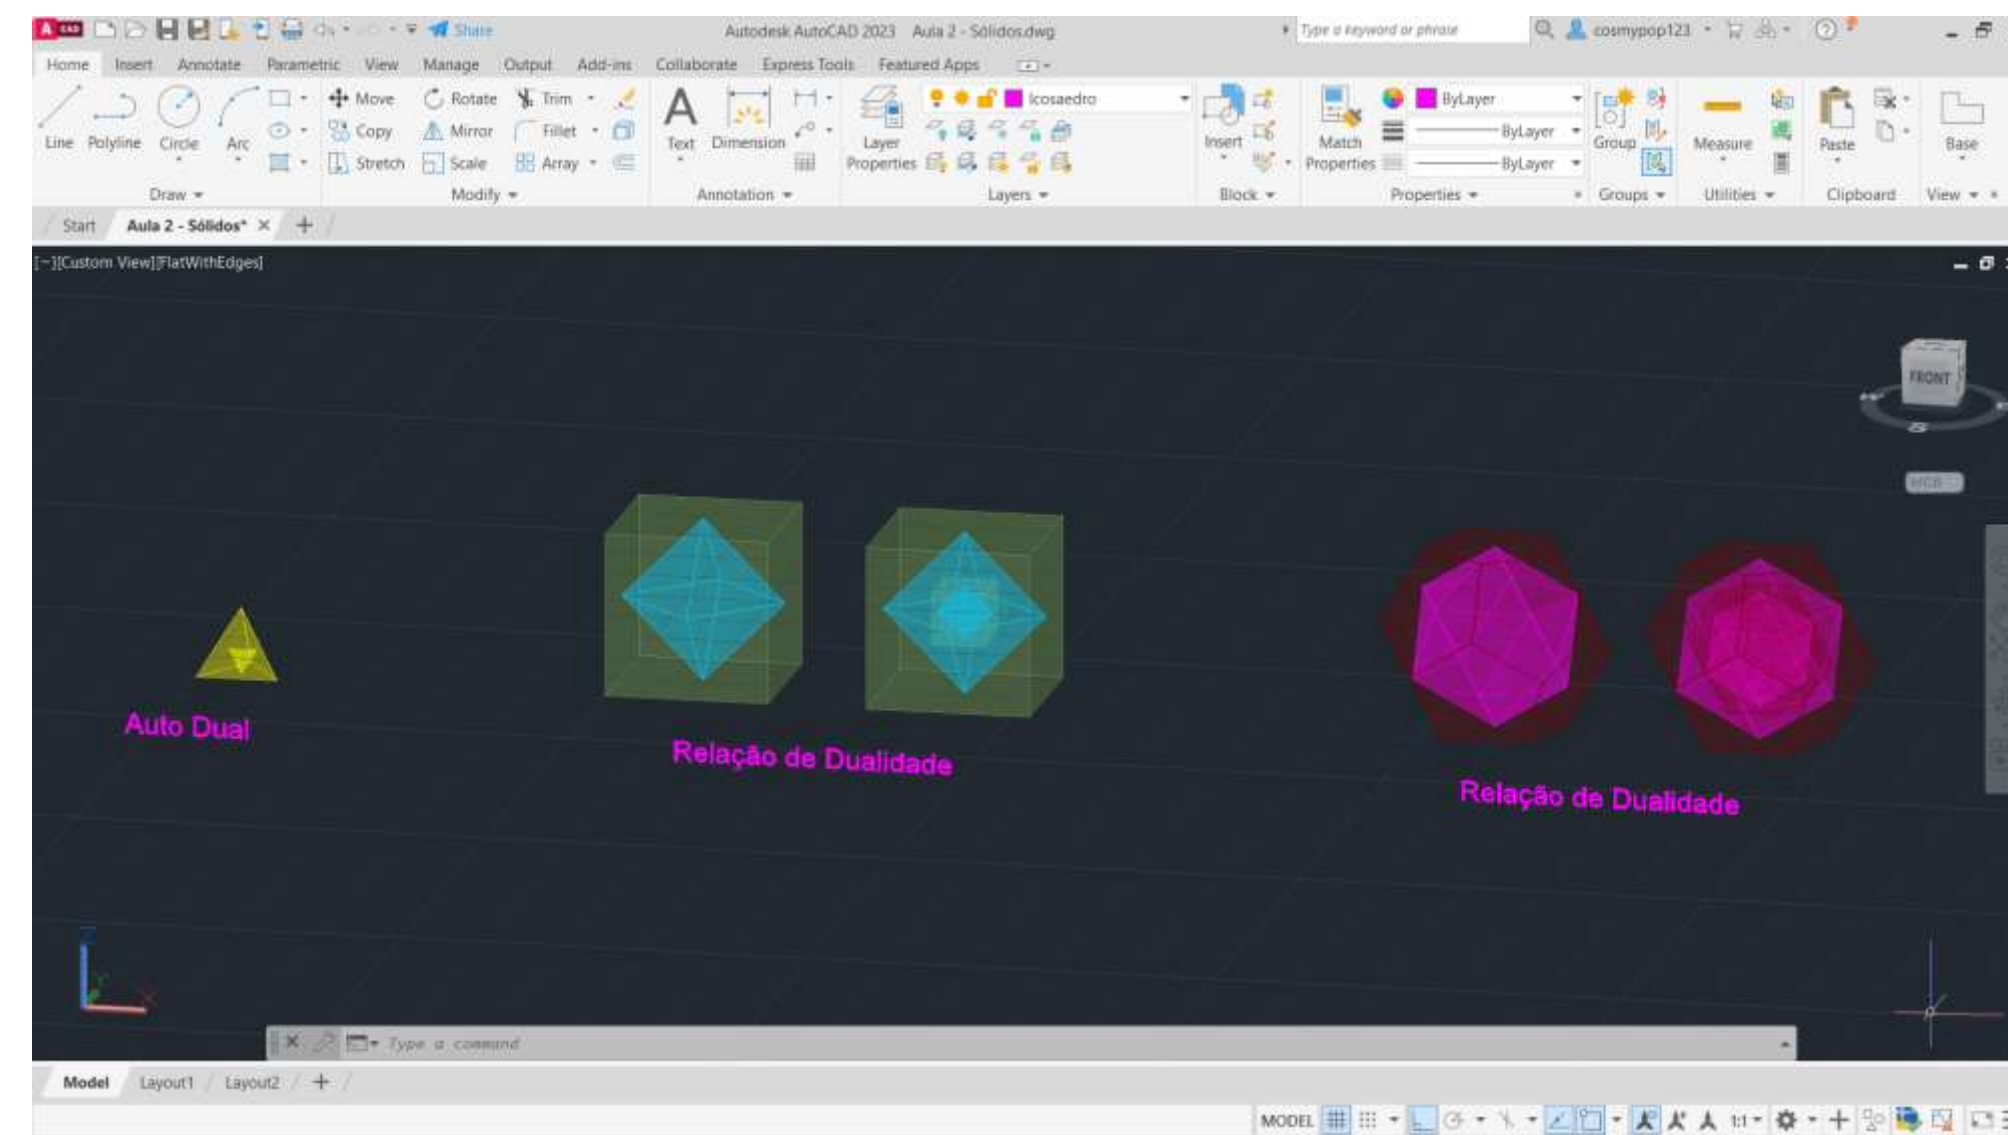 A CAD Share Autodesk AutoCAD 2023 Aula 2 - Sólidos.dwg Type a keyword or phrase cosmypop123
Home Insert Annotate Parametric View Manage Output Add-ins Collaborate Express Tools Featured Apps
Move Rotate Trim Icosaedro ByLayer
Copy Mirror Fillet ByLayer
Line Polyline Circle Arc Text Dimension Layer Properties Insert Match Properties Group Measure Paste Base
Stretch Scale Array ByLayer
Draw Modify Annotation Layers Block Properties Groups Utilities Clipboard View
Start Aula 2 - Sólidos*
[-][Custom View][FlatWithEdges]
FRONT
S
Auto Dual
Relação de Dualidade
Relação de Dualidade
Z
Y
X
Type a command
Model Layout1 Layout2
MODEL 1:1